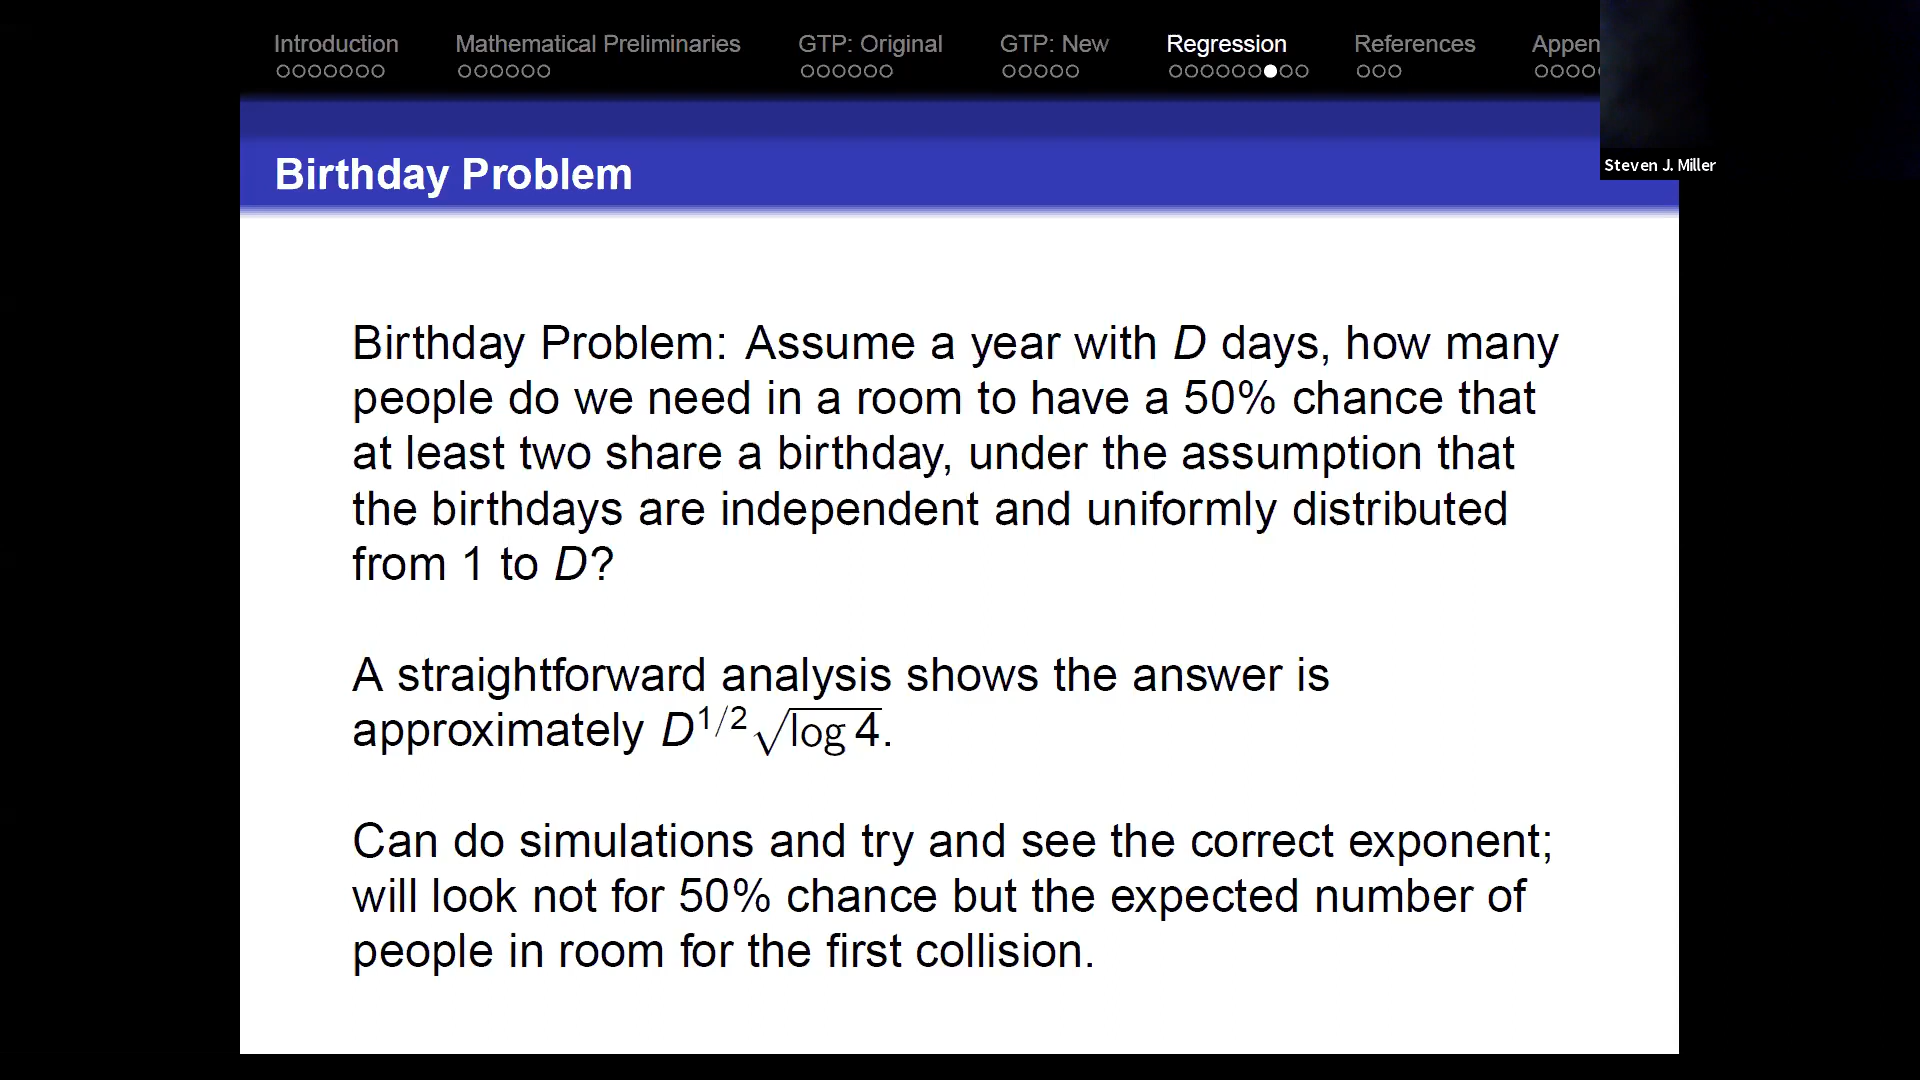 Introduction Mathematical Preliminaries GTP: Original GTP: New Regression References Appen
Steven J. Miller
Birthday Problem
Birthday Problem: Assume a year with D days, how many
people do we need in a room to have a 50% chance that
at least two share a birthday, under the assumption that
the birthdays are independent and uniformly distributed
from 1 to D?
A straightforward analysis shows the answer is
approximately D^{1/2}√log 4.
Can do simulations and try and see the correct exponent;
will look not for 50% chance but the expected number of
people in room for the first collision.